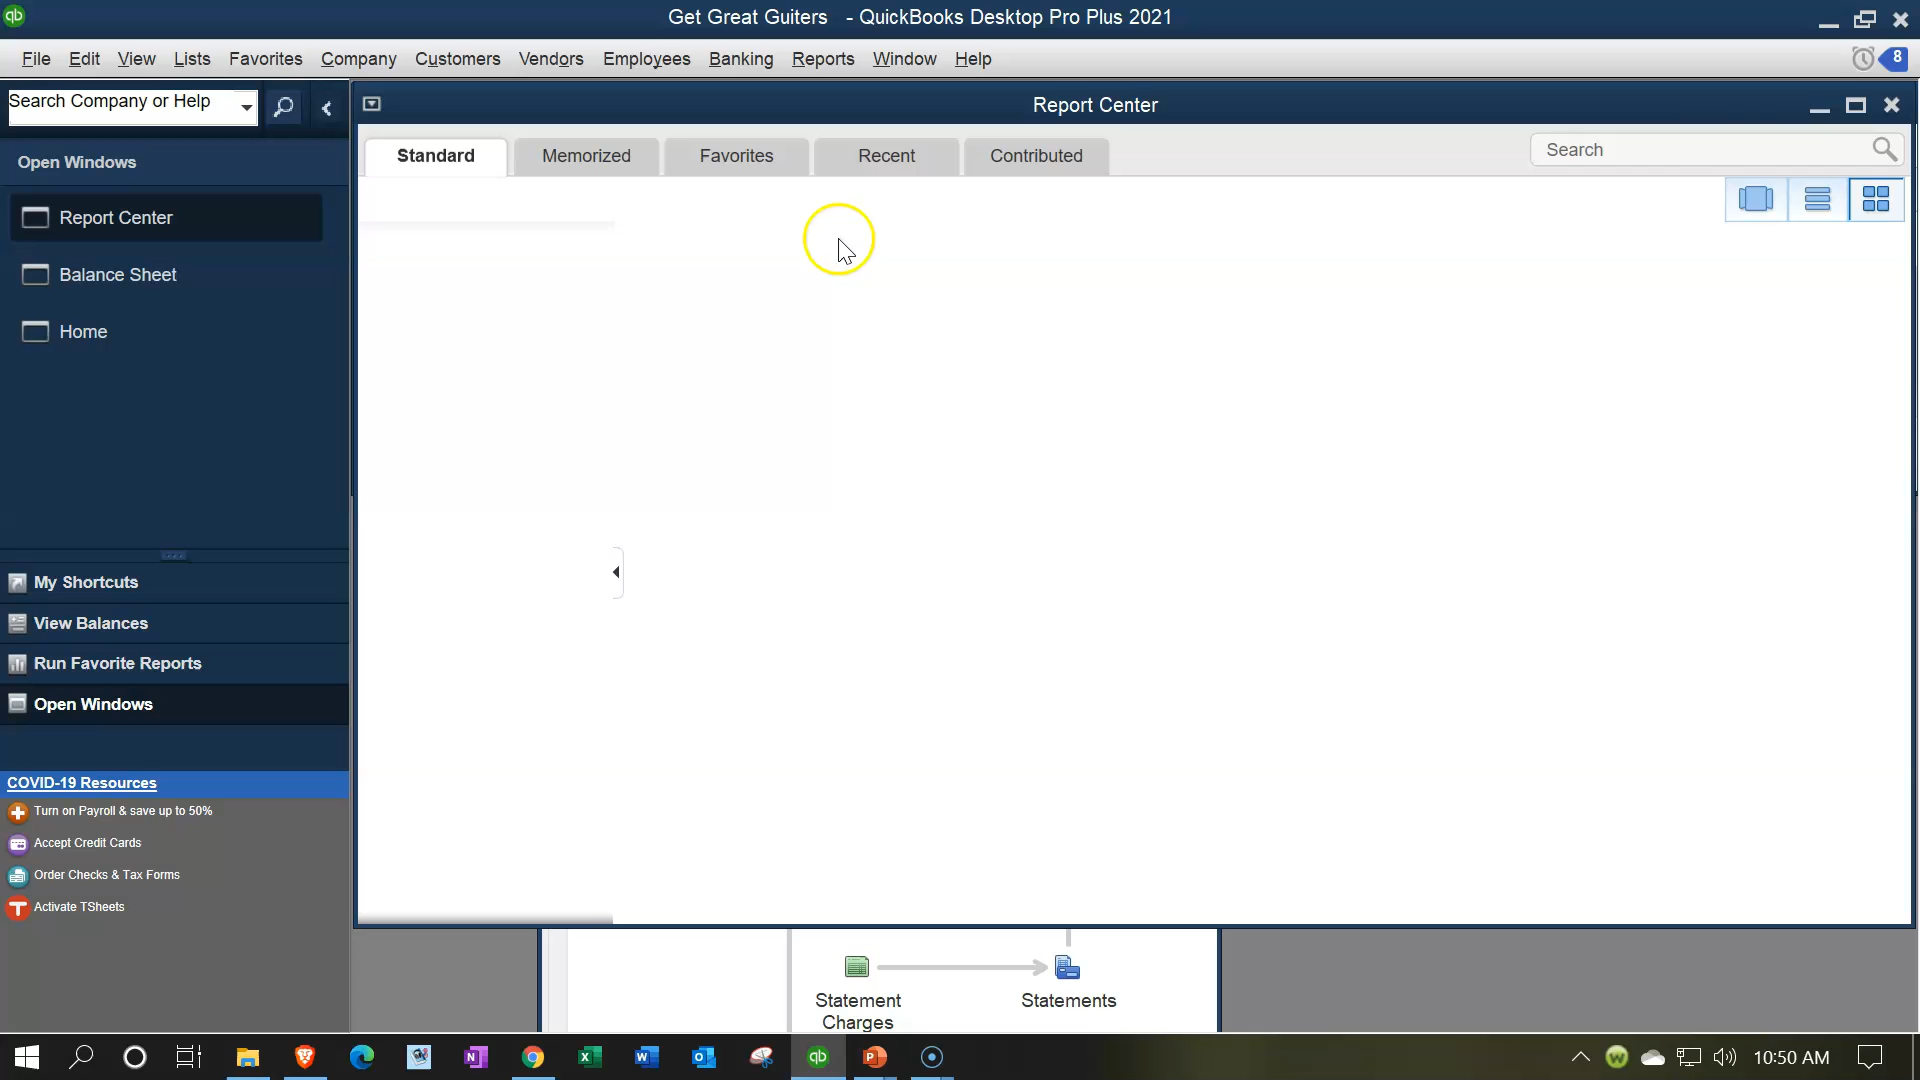 qb
Get Great Guiters - QuickBooks Desktop Pro Plus 2021
File Edit View Lists Favorites Company Customers Vendors Employees Banking Reports Window Help
8
Search Company or Help
Report Center
Standard Memorized Favorites Recent Contributed
Search
Open Windows
Report Center
Balance Sheet
Home
My Shortcuts
View Balances
Run Favorite Reports
Open Windows
COVID-19 Resources
Turn on Payroll & save up to 50%
Accept Credit Cards
Order Checks & Tax Forms
Activate TSheets
Statement
Charges
Statements
10:50 AM